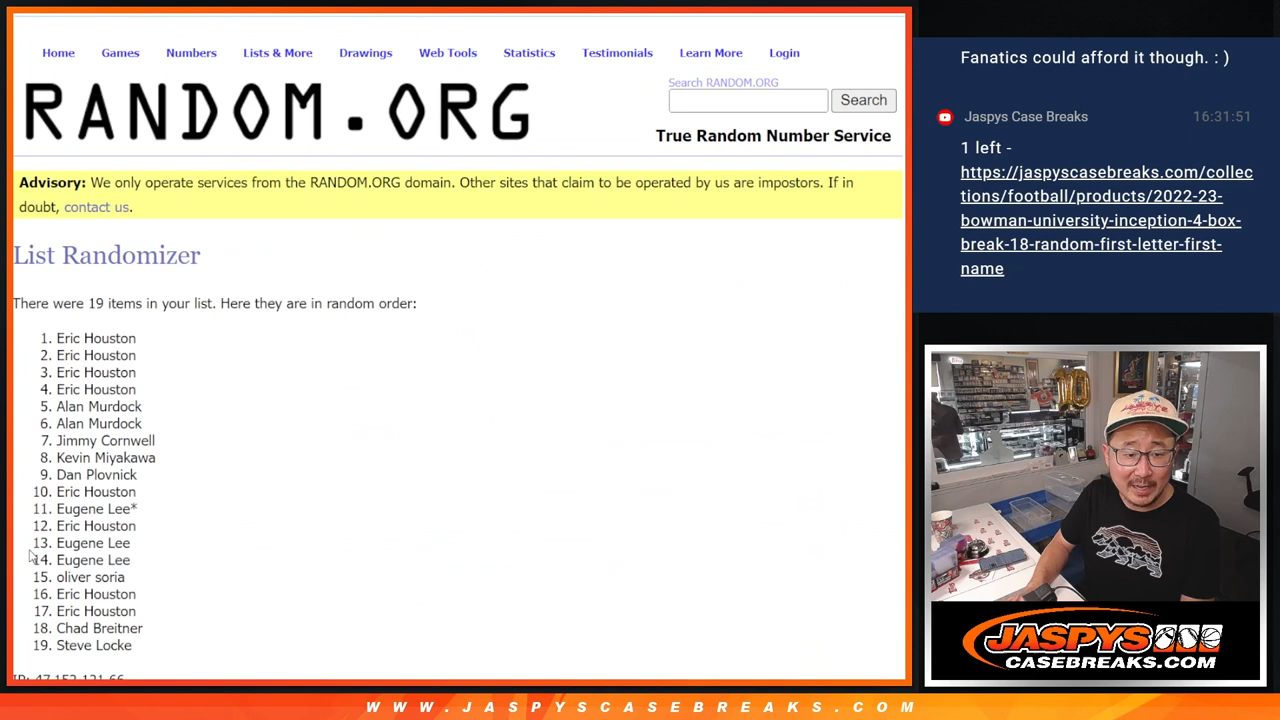 Home Games Numbers Lists & More Drawings Web Tools Statistics Testimonials Learn More Login
RANDOM.ORG
Search RANDOM.ORG
Search
True Random Number Service
Advisory: We only operate services from the RANDOM.ORG domain. Other sites that claim to be operated by us are impostors. If in
doubt, contact us.
List Randomizer
There were 19 items in your list. Here they are in random order:
1. Eric Houston
2. Eric Houston
3. Eric Houston
4. Eric Houston
5. Alan Murdock
6. Alan Murdock
7. Jimmy Cornwell
8. Kevin Miyakawa
9. Dan Plovnick
10. Eric Houston
11. Eugene Lee*
12. Eric Houston
13. Eugene Lee
14. Eugene Lee
15. oliver soria
16. Eric Houston
17. Eric Houston
18. Chad Breitner
19. Steve Locke
Fanatics could afford it though. : )
Jaspys Case Breaks 16:31:51
1 left -
https://jaspyscasebreaks.com/collec
tions/football/products/2022-23-
bowman-university-inception-4-box-
break-18-random-first-letter-first-
name
10
JASPYS
CASEBREAKS.COM
WWW.JASPYSCASEBREAKS.COM